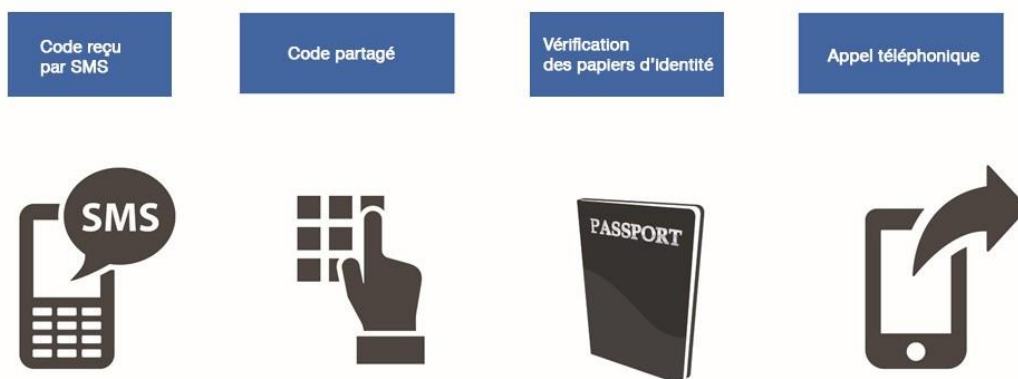 Code reçu
par SMS
Code partagé
Vérification
des papiers d'identité
Appel téléphonique
SMS
PASSPORT